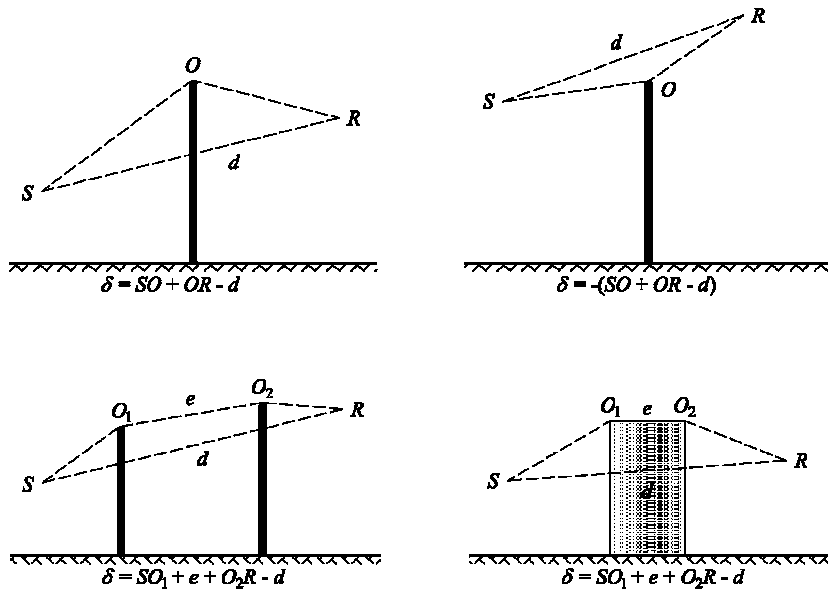 O
S
R
d
δ = SO + OR - d
R
d
S
O
δ = -(SO + OR - d)
O₁
e
O₂
R
S
d
δ = SO₁ + e + O₂R - d
O₁ e O₂
S
R
d
δ = SO₁ + e + O₂R - d